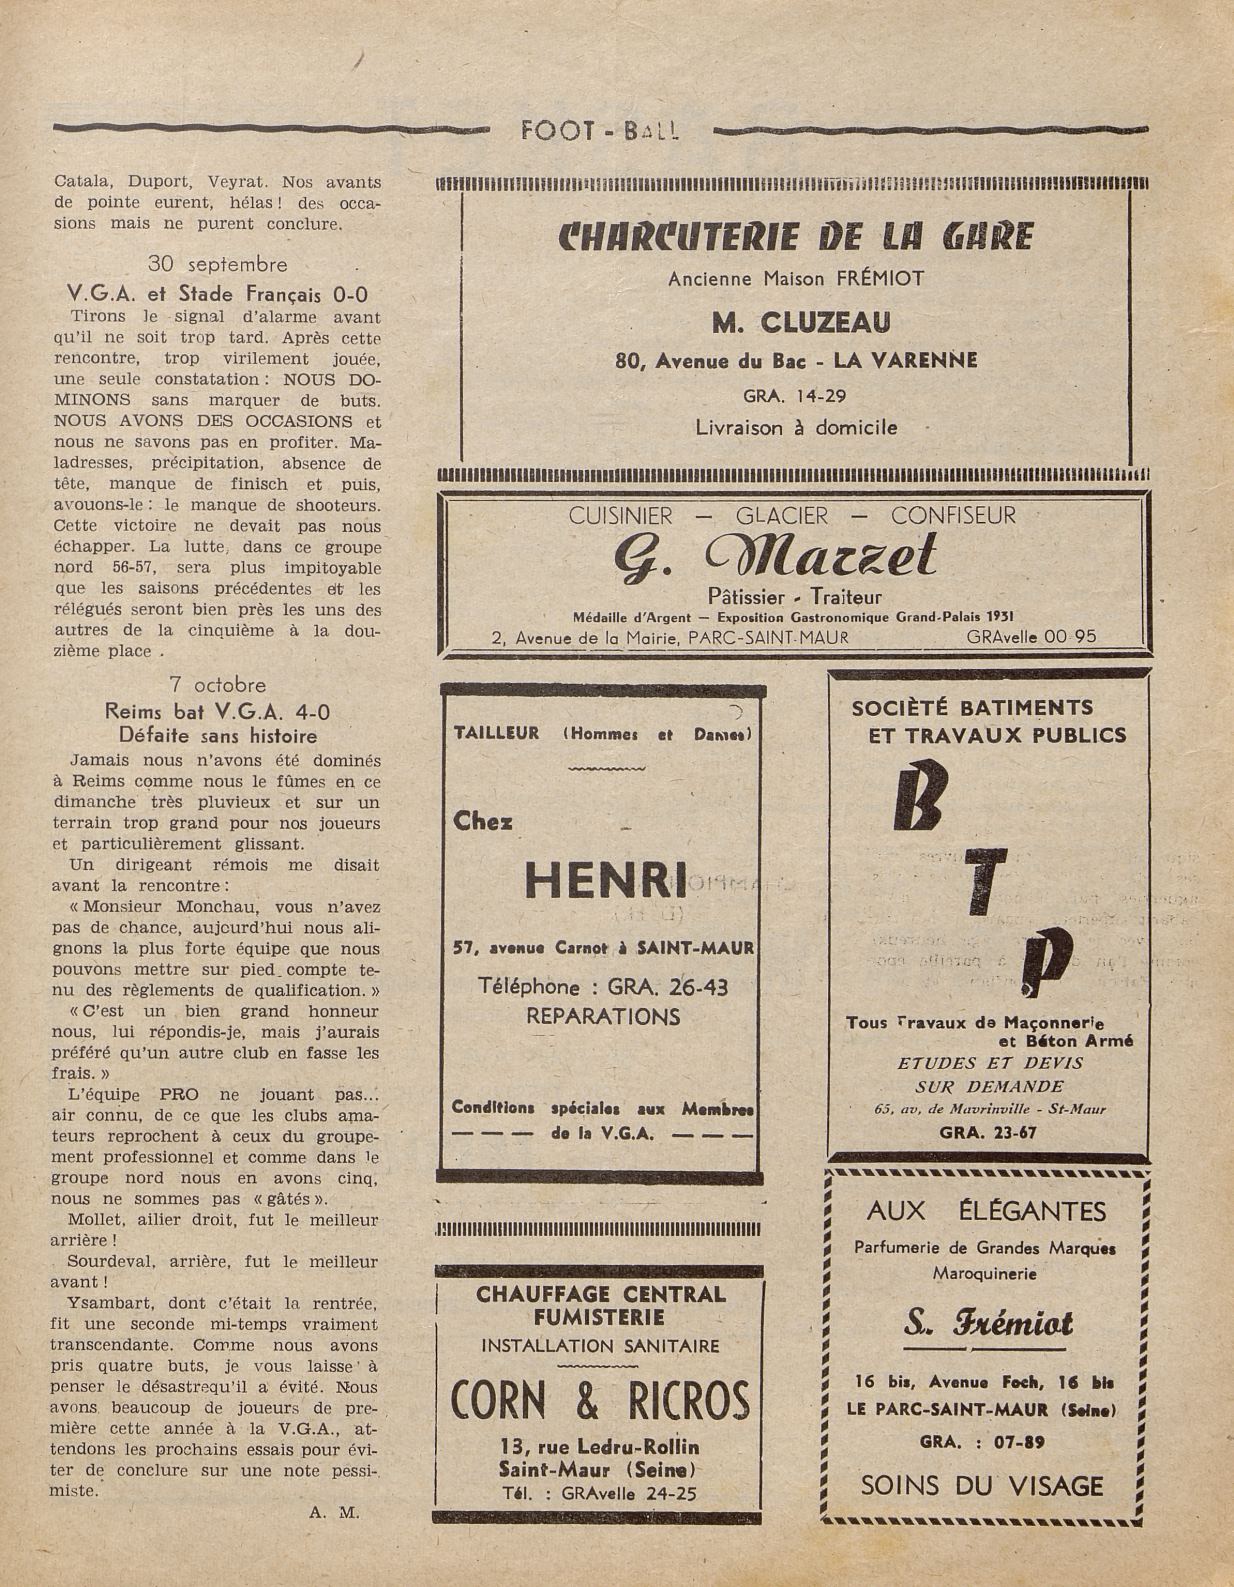 FOOT - BALL
Catala, Duport, Veyrat. Nos avants
de pointe eurent, hélas ! des occa-
sions mais ne purent conclure.
30 septembre
V.G.A. et Stade Français 0-0
Tirons le signal d'alarme avant
qu'il ne soit trop tard. Après cette
rencontre, trop virilement jouée,
une seule constatation : NOUS DO-
MINONS sans marquer de buts.
NOUS AVONS DES OCCASIONS et
nous ne savons pas en profiter. Ma-
ladresses, précipitation, absence de
tête, manque de finisch et puis,
avouons-le : le manque de shooteurs.
Cette victoire ne devait pas nous
échapper. La lutte, dans ce groupe
nord 56-57, sera plus impitoyable
que les saisons précédentes et les
rélégués seront bien près les uns des
autres de la cinquième à la dou-
zième place .
7 octobre
Reims bat V.G.A. 4-0
Défaite sans histoire
Jamais nous n'avons été dominés
à Reims comme nous le fûmes en ce
dimanche très pluvieux et sur un
terrain trop grand pour nos joueurs
et particulièrement glissant.
Un dirigeant rémois me disait
avant la rencontre :
« Monsieur Monchau, vous n'avez
pas de chance, aujourd'hui nous ali-
gnons la plus forte équipe que nous
pouvons mettre sur pied compte te-
nu des règlements de qualification. »
« C'est un bien grand honneur
nous, lui répondis-je, mais j'aurais
préféré qu'un autre club en fasse les
frais. »
L'équipe PRO ne jouant pas...
air connu, de ce que les clubs ama-
teurs reprochent à ceux du groupe-
ment professionnel et comme dans le
groupe nord nous en avons cinq,
nous ne sommes pas « gâtés ».
Mollet, ailier droit, fut le meilleur
arrière !
Sourdeval, arrière, fut le meilleur
avant !
Ysambart, dont c'était la rentrée,
fit une seconde mi-temps vraiment
transcendante. Comme nous avons
pris quatre buts, je vous laisse à
penser le désastrequ'il a évité. Nous
avons beaucoup de joueurs de pre-
mière cette année à la V.G.A., at-
tendons les prochains essais pour évi-
ter de conclure sur une note pessi-
miste.
A. M.
CHARCUTERIE DE LA GARE
Ancienne Maison FRÉMIOT
M. CLUZEAU
80, Avenue du Bac - LA VARENNE
GRA. 14-29
Livraison à domicile
CUISINIER — GLACIER — CONFISEUR
G. Marzet
Pâtissier - Traiteur
Médaille d'Argent — Exposition Gastronomique Grand-Palais 1931
2, Avenue de la Mairie, PARC-SAINT-MAUR GRAvelle 00-95
TAILLEUR (Hommes et Dames)
Chez
HENRI
57, avenue Carnot à SAINT-MAUR
Téléphone : GRA. 26-43
REPARATIONS
Conditions spéciales aux Membres
— — — de la V.G.A. — — —
CHAUFFAGE CENTRAL
FUMISTERIE
INSTALLATION SANITAIRE
CORN & RICROS
13, rue Ledru-Rollin
Saint-Maur (Seine)
Tél. : GRAvelle 24-25
SOCIÈTÉ BATIMENTS
ET TRAVAUX PUBLICS
B
T
P
Tous Travaux de Maçonnerie
et Béton Armé
ETUDES ET DEVIS
SUR DEMANDE
65, av, de Mavrinville - St-Maur
GRA. 23-67
AUX ÉLÉGANTES
Parfumerie de Grandes Marques
Maroquinerie
S. Frémiot
16 bis, Avenue Foch, 16 bis
LE PARC-SAINT-MAUR (Seine)
GRA. : 07-89
SOINS DU VISAGE